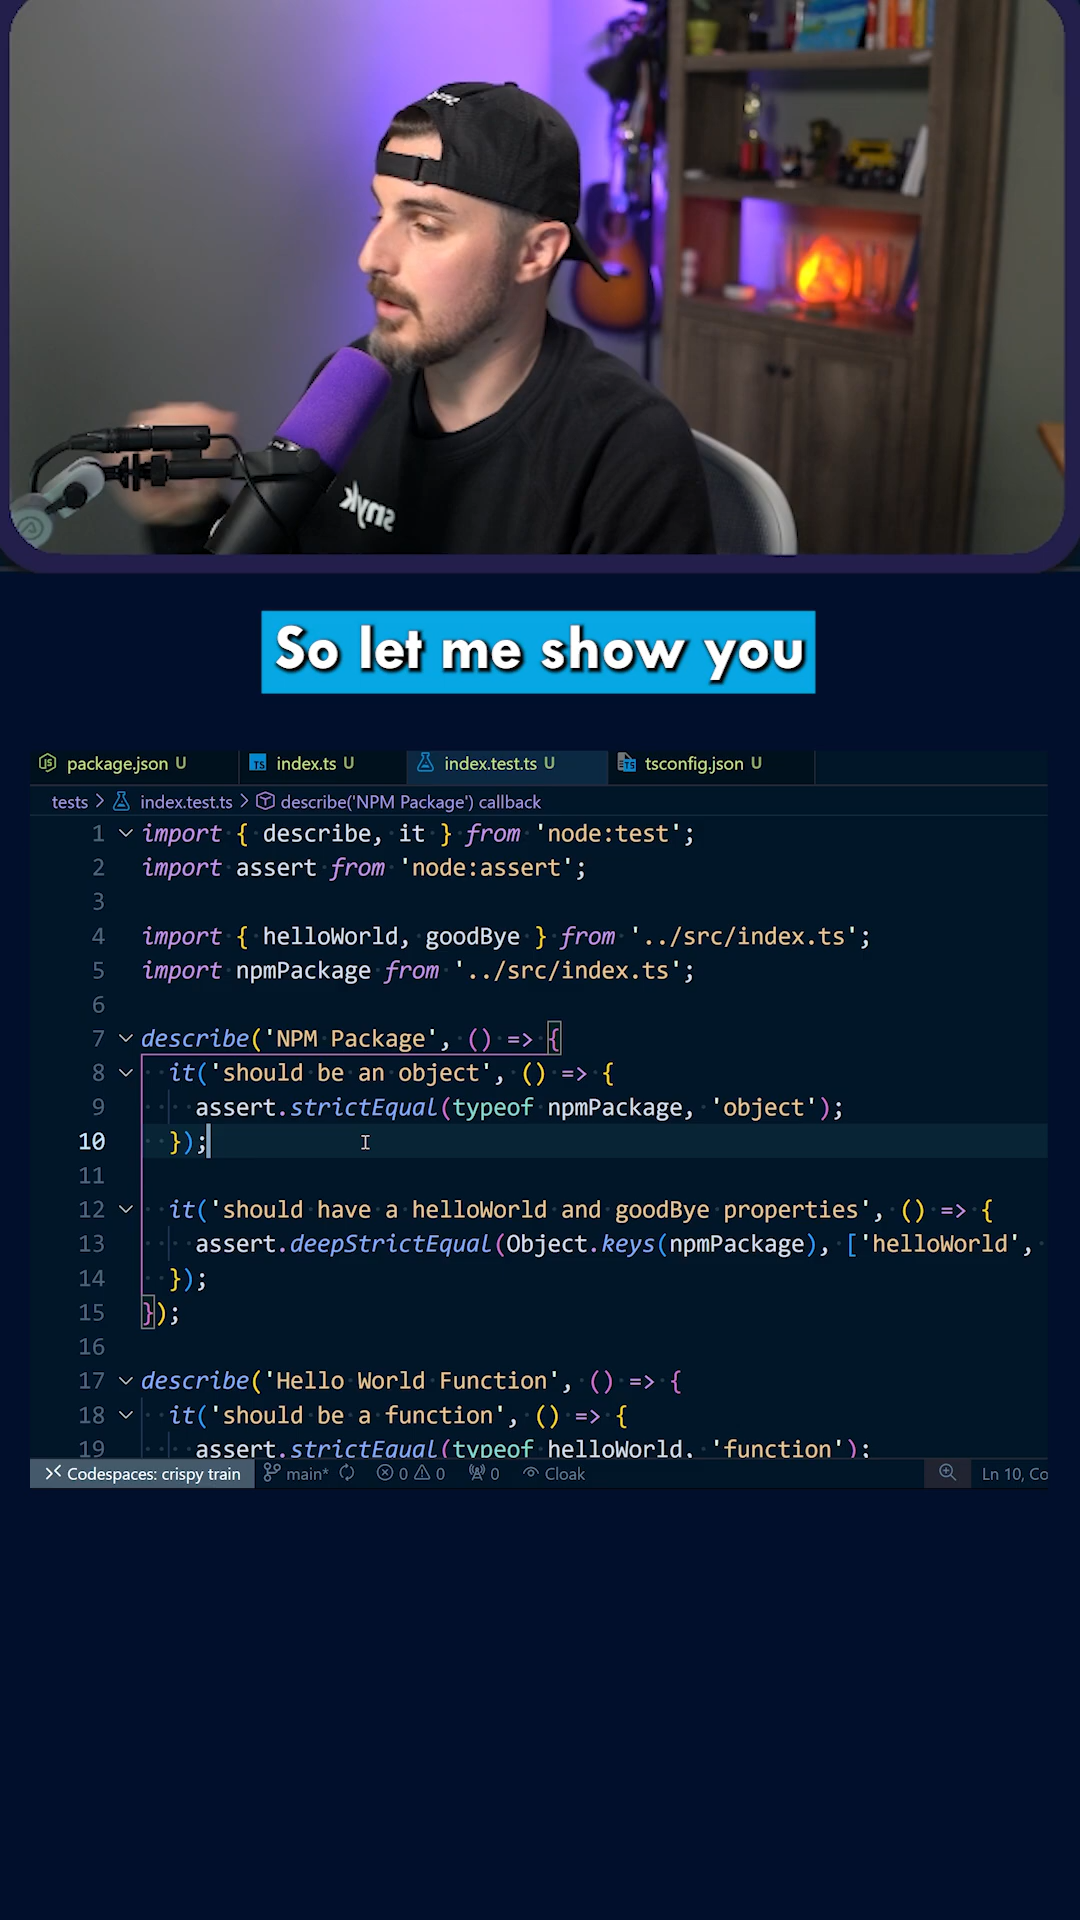 snyk
So let me show you
package.json U
index.ts U
index.test.ts U
tsconfig.json U
tests > index.test.ts > describe('NPM Package') callback
1 import { describe, it } from 'node:test';
2 import assert from 'node:assert';
3
4 import { helloWorld, goodBye } from '../src/index.ts';
5 import npmPackage from '../src/index.ts';
6
7 describe('NPM Package', () => {
8 it('should be an object', () => {
9 assert.strictEqual(typeof npmPackage, 'object');
10 });
11
12 it('should have a helloWorld and goodBye properties', () => {
13 assert.deepStrictEqual(Object.keys(npmPackage), ['helloWorld',
14 });
15 });
16
17 describe('Hello World Function', () => {
18 it('should be a function', () => {
19 assert.strictEqual(typeof helloWorld, 'function');
Codespaces: crispy train main* 0 0 0 Cloak Ln 10, Co